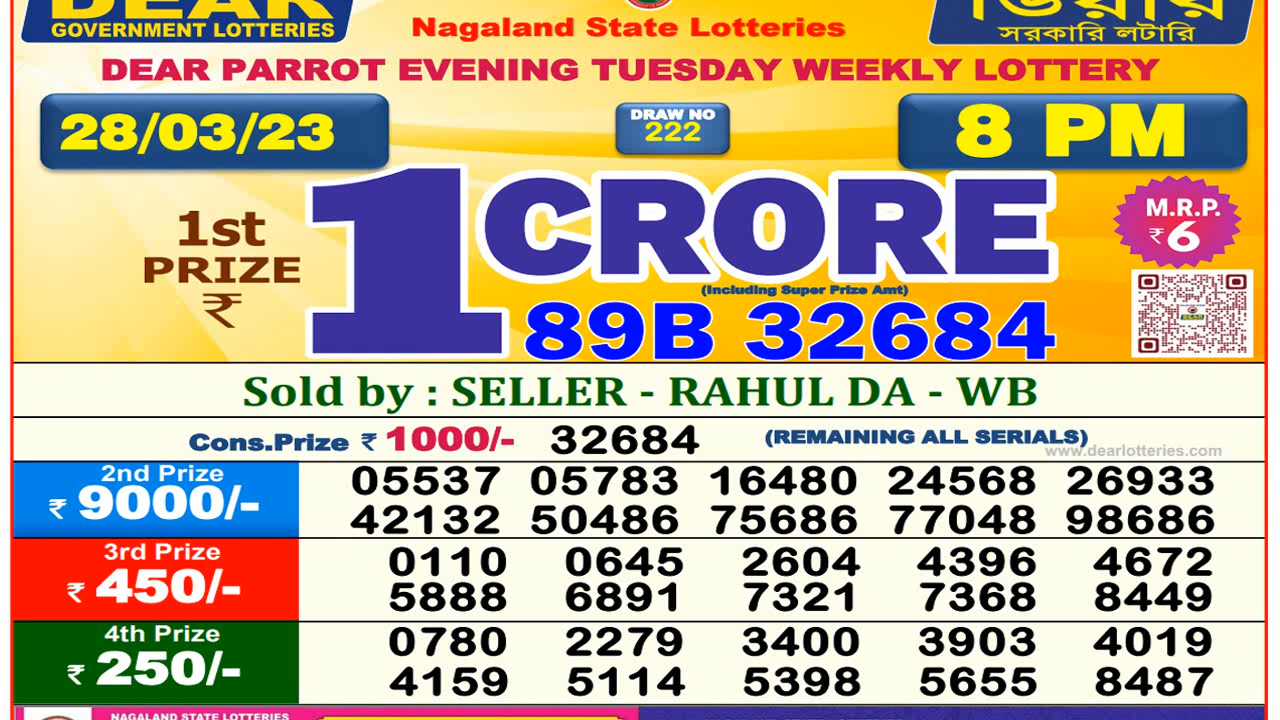 DEAR
GOVERNMENT LOTTERIES
Nagaland State Lotteries
ডিয়ার
সরকারি লটারি
DEAR PARROT EVENING TUESDAY WEEKLY LOTTERY
28/03/23
DRAW NO
222
8 PM
1st
PRIZE
₹
1 CRORE
(Including Super Prize Amt)
89B 32684
M.R.P.
₹ 6
Sold by : SELLER - RAHUL DA - WB
Cons.Prize ₹ 1000/- 32684 (REMAINING ALL SERIALS)
www.dearlotteries.com
2nd Prize
₹ 9000/-
05537 05783 16480 24568 26933
42132 50486 75686 77048 98686
3rd Prize
₹ 450/-
0110 0645 2604 4396 4672
5888 6891 7321 7368 8449
4th Prize
₹ 250/-
0780 2279 3400 3903 4019
4159 5114 5398 5655 8487
NAGALAND STATE LOTTERIES